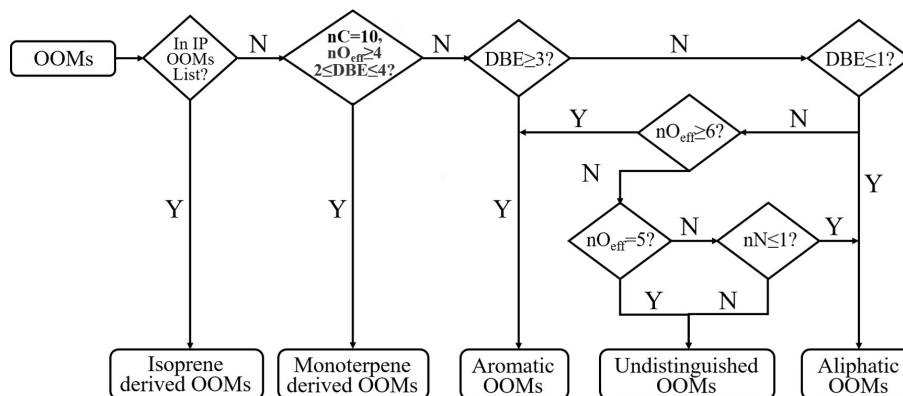 OOMs
In IP
OOMs
List?
N
nC=10,
nOeff≥4
2≤DBE≤4?
N
DBE≥3?
N
DBE≤1?
Y
nOeff≥6?
N
N
Y
Y
Y
Y
nOeff=5?
N
nN≤1?
Y
Y
N
Isoprene
derived OOMs
Monoterpene
derived OOMs
Aromatic
OOMs
Undistinguished
OOMs
Aliphatic
OOMs